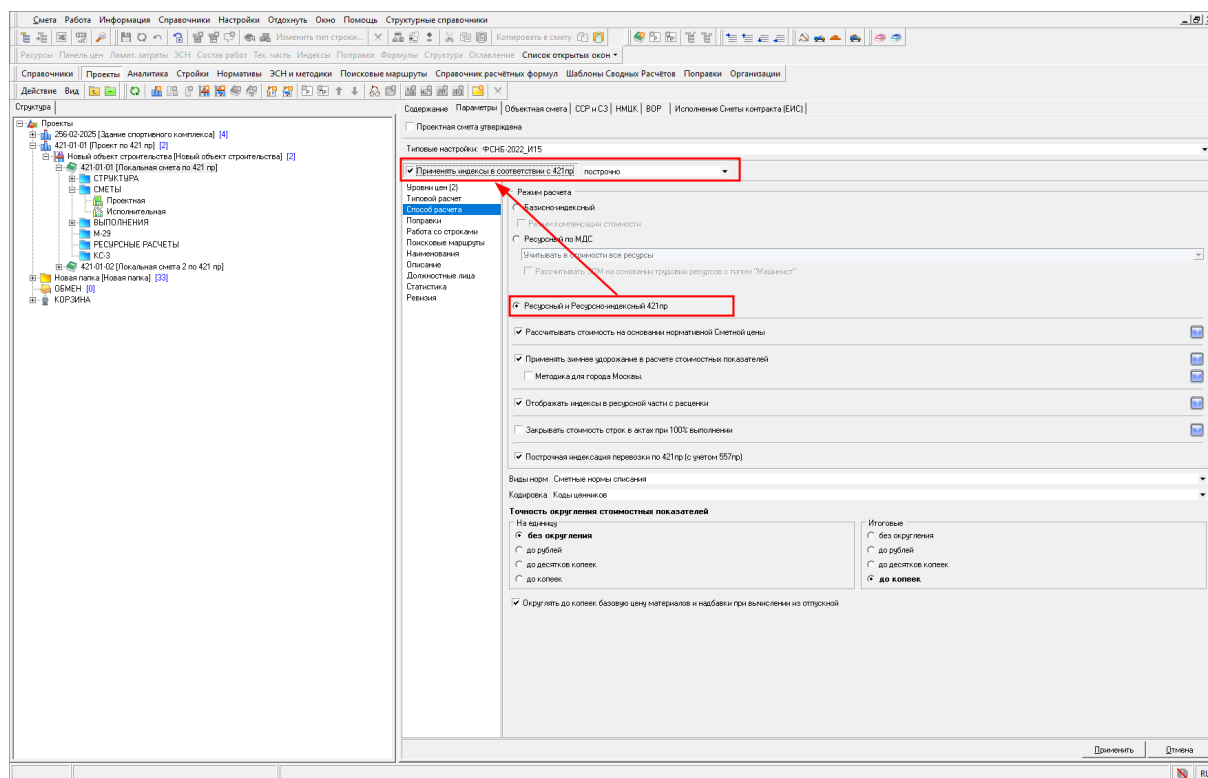 Смета Работа Информация Справочники Настройки Отдохнуть Окно Помощь Структурные справочники
Изменить тип строки... Копировать в смету
Ресурсы Панель цен Лимит.затраты ЭСН Состав работ Тех.часть Индексы Поправки Формулы Структура Оглавление Список открытых окон
Справочники Проекты Аналитика Стройки Нормативы ЭСН и методики Поисковые маршруты Справочник расчётных формул Шаблоны Сводных Расчётов Поправки Организации
Действие Вид
Структура
Проекты
256-02-2025 [Здание спортивного комплекса] [4]
421-01-01 [Проект по 421 пр] [2]
Новый объект строительства [Новый объект строительства] [2]
421-01-01 [Локальная смета по 421 пр]
СТРУКТУРА
СМЕТЫ
Проектная
Исполнительная
ВЫПОЛНЕНИЯ
М-29
РЕСУРСНЫЕ РАСЧЕТЫ
КС-3
421-01-02 [Локальная смета 2 по 421 пр]
Новая папка [Новая папка] [33]
ОБМЕН [0]
КОРЗИНА
Содержание Параметры Объектная смета ССР и СЗ НМЦК ВОР Исполнение Сметы контракта (ЕИС)
Проектная смета утверждена
Типовые настройки: ФСНБ-2022_И15
Применять индексы в соответствии с 421пр построчно
Уровни цен (2)
Типовой расчет
Способ расчета
Поправки
Работа со строками
Поисковые маршруты
Наименования
Описание
Должностные лица
Статистика
Ревизия
Режим расчета
Базисно-индексный
Режим компенсации стоимости
Ресурсный по МДС
Учитывать в стоимости все ресурсы
Рассчитывать ЗПМ на основании трудовых ресурсов с типом "Машинист"
Ресурсный и Ресурсно-индексный 421пр
Рассчитывать стоимость на основании нормативной Сметной цены
Применять зимнее удорожание в расчете стоимостных показателей
Методика для города Москвы.
Отображать индексы в ресурсной части с расценки
Закрывать стоимость строк в актах при 100% выполнении
Построчная индексация перевозки по 421пр (с учетом 557пр)
Виды норм Сметные нормы списания
Кодировка Коды ценников
Точность округления стоимостных показателей
На единицу
без округления
до рублей
до десятков копеек
до копеек
Итоговые
без округления
до рублей
до десятков копеек
до копеек
Округлять до копеек базовую цену материалов и надбавки при вычислении из отпускной
Применить Отмена
RU